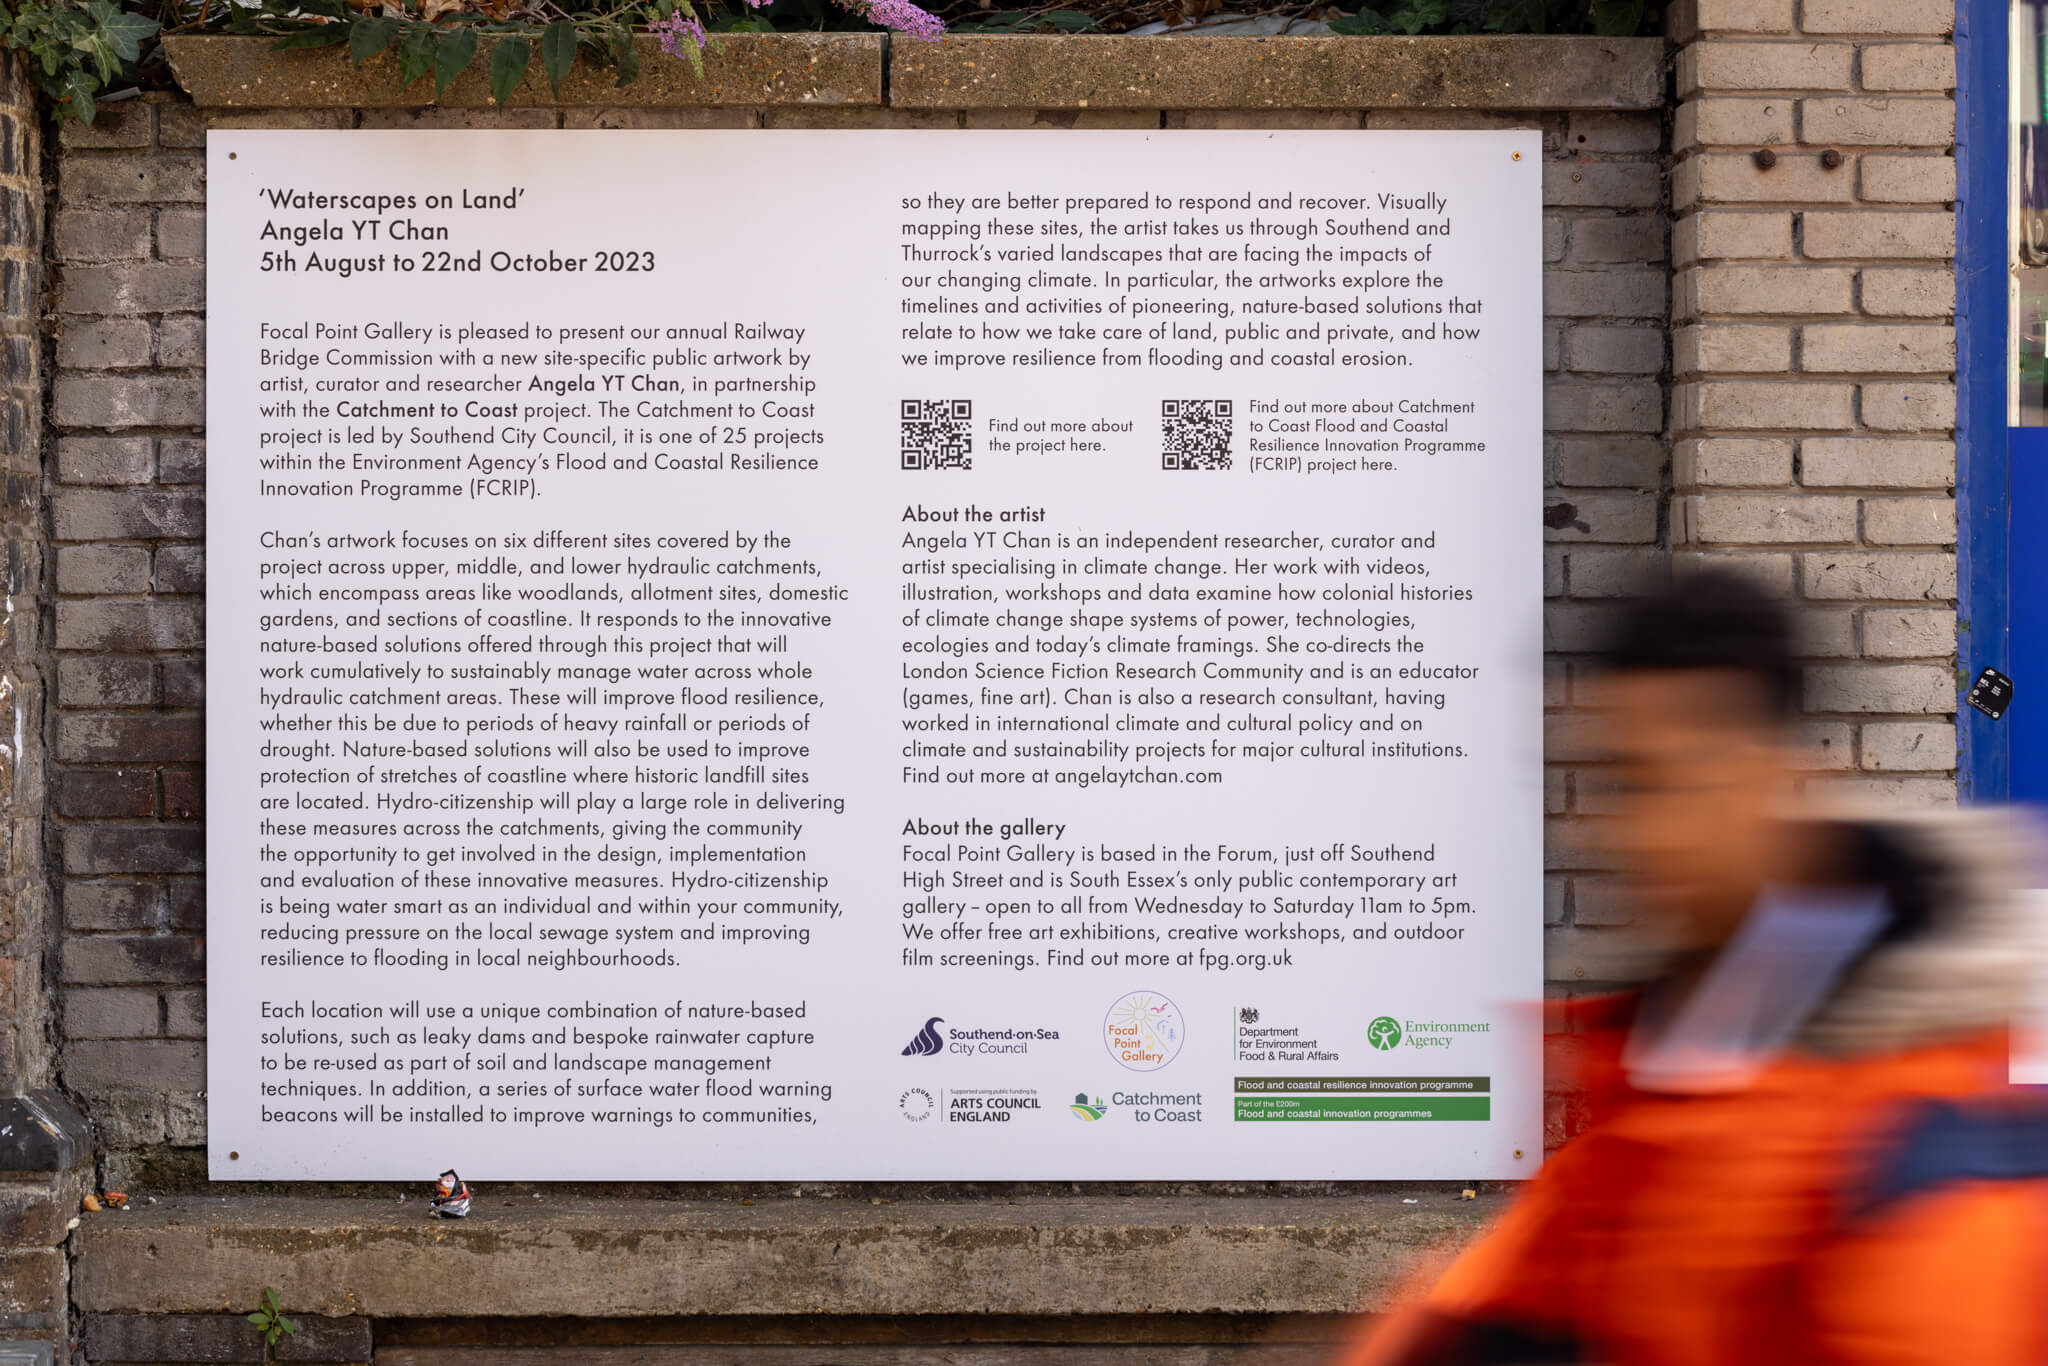 ‘Waterscapes on Land’
Angela YT Chan
5th August to 22nd October 2023
Focal Point Gallery is pleased to present our annual Railway
Bridge Commission with a new site-specific public artwork by
artist, curator and researcher Angela YT Chan, in partnership
with the Catchment to Coast project. The Catchment to Coast
project is led by Southend City Council, it is one of 25 projects
within the Environment Agency’s Flood and Coastal Resilience
Innovation Programme (FCRIP).
Chan’s artwork focuses on six different sites covered by the
project across upper, middle, and lower hydraulic catchments,
which encompass areas like woodlands, allotment sites, domestic
gardens, and sections of coastline. It responds to the innovative
nature-based solutions offered through this project that will
work cumulatively to sustainably manage water across whole
hydraulic catchment areas. These will improve flood resilience,
whether this be due to periods of heavy rainfall or periods of
drought. Nature-based solutions will also be used to improve
protection of stretches of coastline where historic landfill sites
are located. Hydro-citizenship will play a large role in delivering
these measures across the catchments, giving the community
the opportunity to get involved in the design, implementation
and evaluation of these innovative measures. Hydro-citizenship
is being water smart as an individual and within your community,
reducing pressure on the local sewage system and improving
resilience to flooding in local neighbourhoods.
Each location will use a unique combination of nature-based
solutions, such as leaky dams and bespoke rainwater capture
to be re-used as part of soil and landscape management
techniques. In addition, a series of surface water flood warning
beacons will be installed to improve warnings to communities,
so they are better prepared to respond and recover. Visually
mapping these sites, the artist takes us through Southend and
Thurrock’s varied landscapes that are facing the impacts of
our changing climate. In particular, the artworks explore the
timelines and activities of pioneering, nature-based solutions that
relate to how we take care of land, public and private, and how
we improve resilience from flooding and coastal erosion.
Find out more about
the project here.
Find out more about Catchment
to Coast Flood and Coastal
Resilience Innovation Programme
(FCRIP) project here.
About the artist
Angela YT Chan is an independent researcher, curator and
artist specialising in climate change. Her work with videos,
illustration, workshops and data examine how colonial histories
of climate change shape systems of power, technologies,
ecologies and today’s climate framings. She co-directs the
London Science Fiction Research Community and is an educator
(games, fine art). Chan is also a research consultant, having
worked in international climate and cultural policy and on
climate and sustainability projects for major cultural institutions.
Find out more at angelaytchan.com
About the gallery
Focal Point Gallery is based in the Forum, just off Southend
High Street and is South Essex’s only public contemporary art
gallery – open to all from Wednesday to Saturday 11am to 5pm.
We offer free art exhibitions, creative workshops, and outdoor
film screenings. Find out more at fpg.org.uk
Southend-on-Sea
City Council
Focal
Point
Gallery
Department
for Environment
Food & Rural Affairs
Environment
Agency
ARTS COUNCIL
ENGLAND
Supported using public funding by
ARTS COUNCIL
ENGLAND
Catchment
to Coast
Flood and coastal resilience innovation programme
Part of the £200m
Flood and coastal innovation programmes